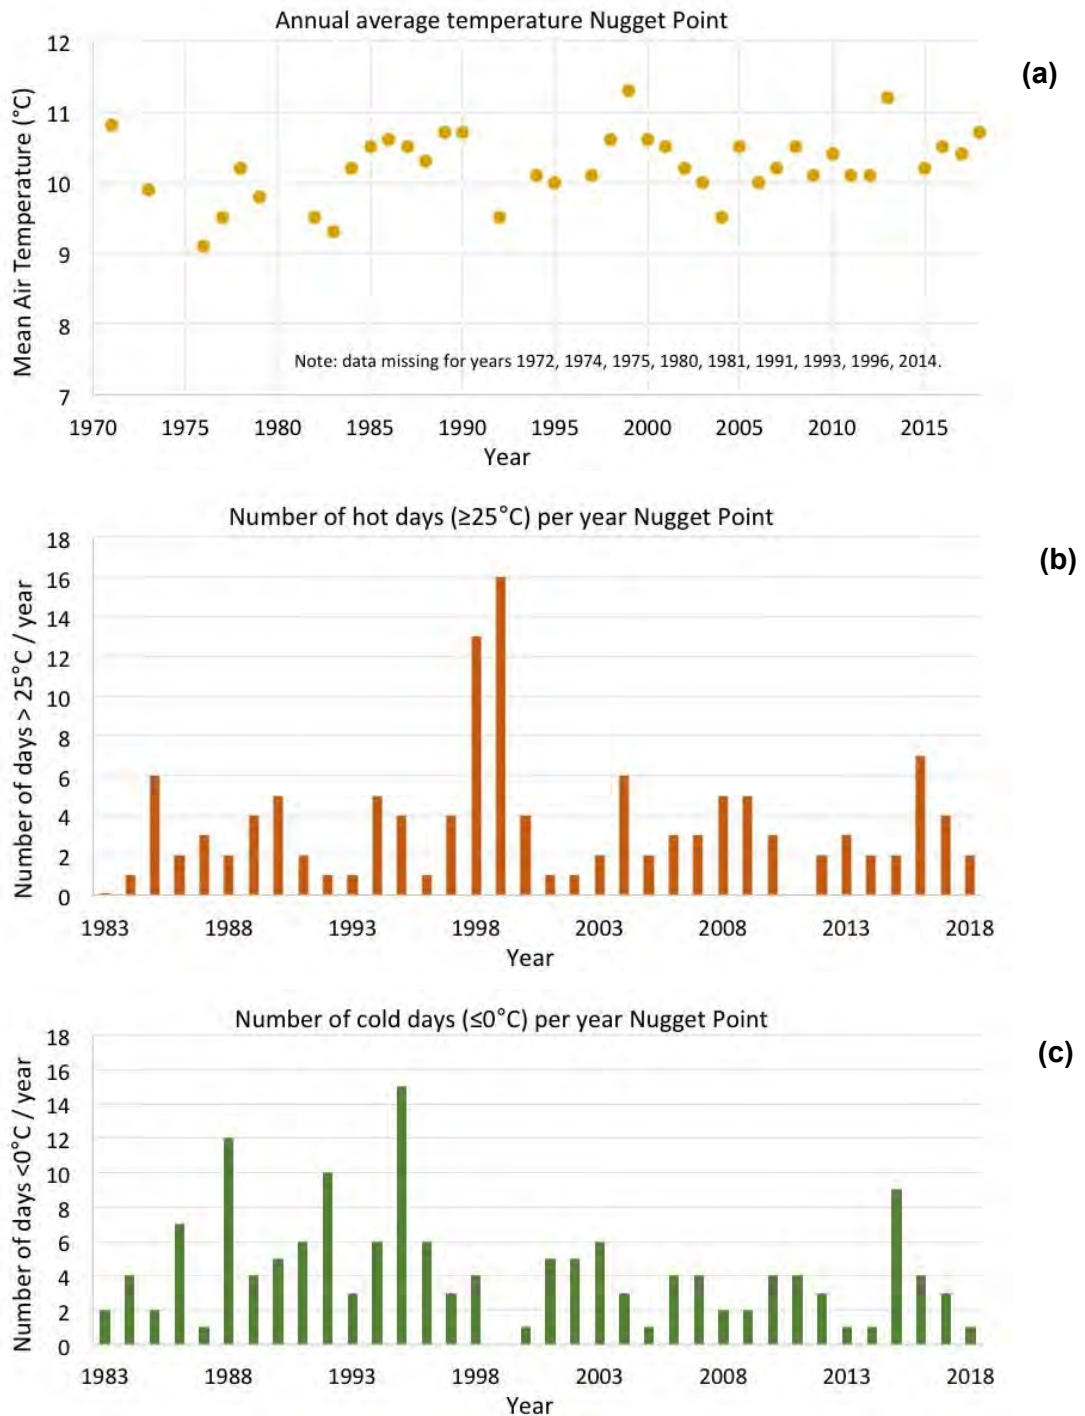 Annual average temperature Nugget Point
(a)
Mean Air Temperature (°C)
12
11
10
9
8
7
Note: data missing for years 1972, 1974, 1975, 1980, 1981, 1991, 1993, 1996, 2014.
1970 1975 1980 1985 1990 1995 2000 2005 2010 2015
Year
Number of hot days (≥25°C) per year Nugget Point
(b)
Number of days > 25°C / year
18
16
14
12
10
8
6
4
2
0
1983 1988 1993 1998 2003 2008 2013 2018
Year
Number of cold days (≤0°C) per year Nugget Point
(c)
Number of days <0°C / year
18
16
14
12
10
8
6
4
2
0
1983 1988 1993 1998 2003 2008 2013 2018
Year